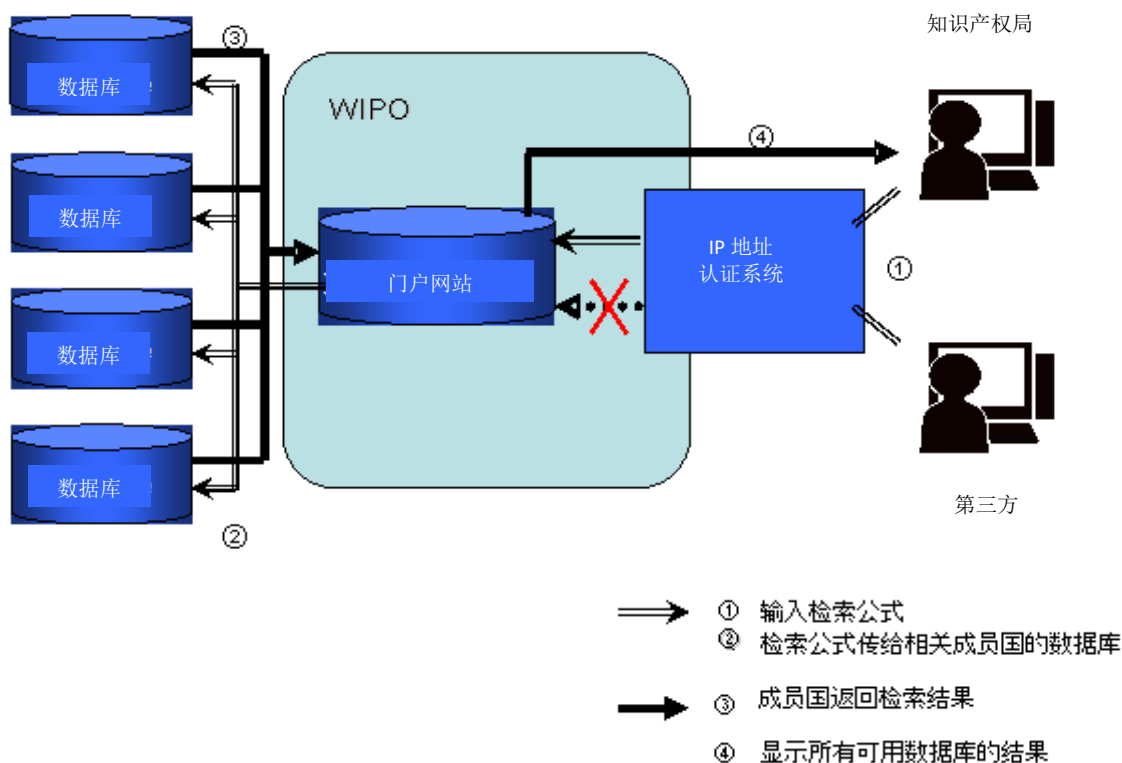 知识产权局
③
数据库
WIPO
④
数据库
IP 地址
认证系统
①
门户网站
数据库
数据库
第三方
②
① 输入检索公式
② 检索公式传给相关成员国的数据库
③ 成员国返回检索结果
④ 显示所有可用数据库的结果